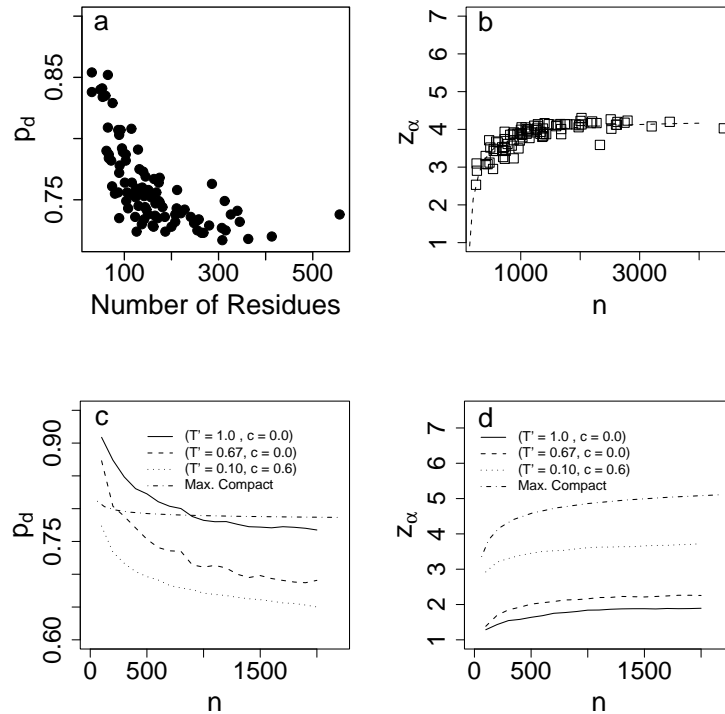 a
p_d
0.85
0.75
100 300 500
Number of Residues
b
z_α
7
6
5
4
3
2
1
1000 3000
n
c
(T' = 1.0 , c = 0.0)
(T' = 0.67, c = 0.0)
(T' = 0.10, c = 0.6)
Max. Compact
p_d
0.90
0.75
0.60
0 500 1500
n
d
(T' = 1.0 , c = 0.0)
(T' = 0.67, c = 0.0)
(T' = 0.10, c = 0.6)
Max. Compact
z_α
7
6
5
4
3
2
1
0 500 1500
n